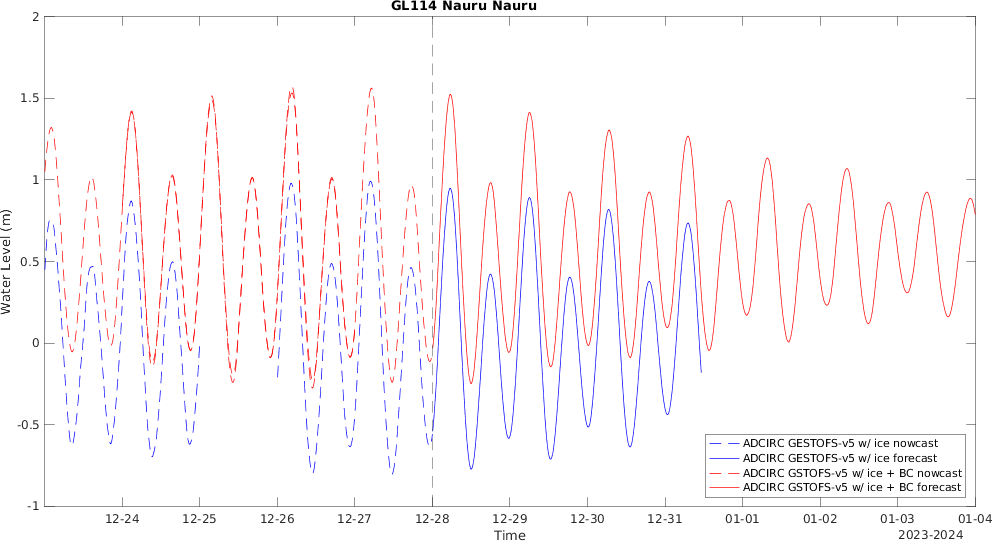 GL114 Nauru Nauru
2
1.5
1
0.5
0
-0.5
-1
Water Level (m)
ADCIRC GESTOFS-v5 w/ ice nowcast
ADCIRC GESTOFS-v5 w/ ice forecast
ADCIRC GSTOFS-v5 w/ ice + BC nowcast
ADCIRC GSTOFS-v5 w/ ice + BC forecast
12-24 12-25 12-26 12-27 12-28 12-29 12-30 12-31 01-01 01-02 01-03 01-04
Time
2023-2024